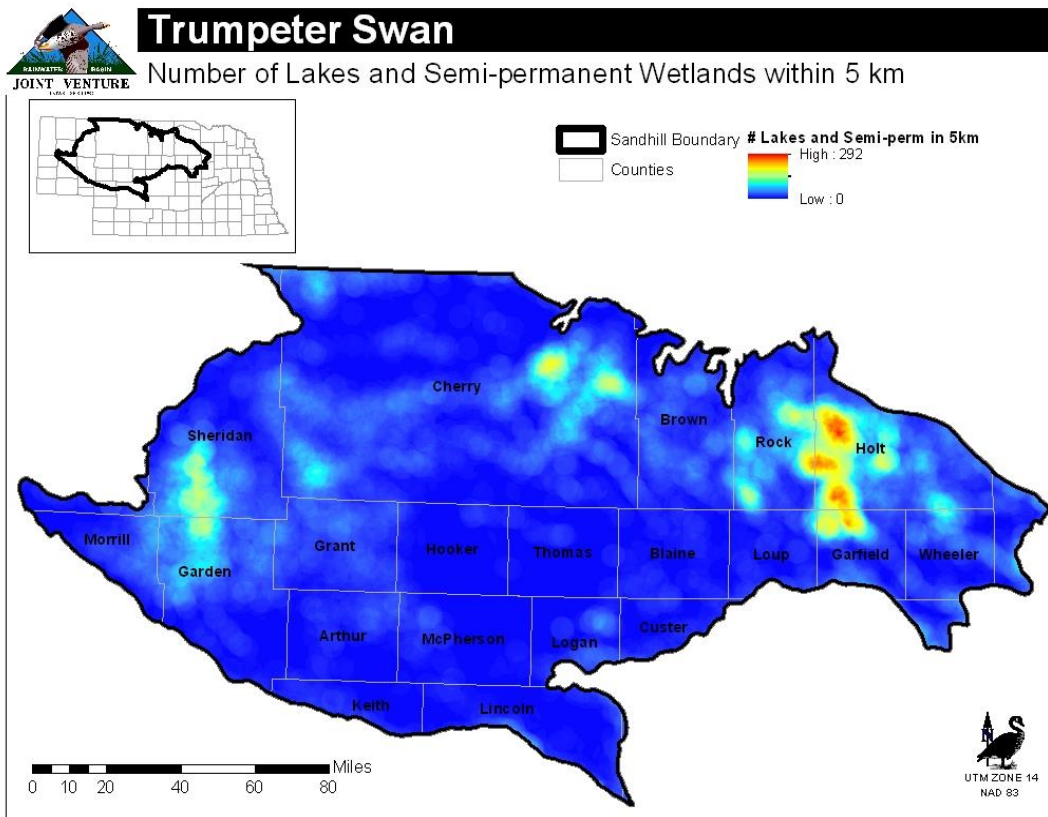 Trumpeter Swan
Number of Lakes and Semi-permanent Wetlands within 5 km
RAINWATER BASIN
JOINT VENTURE
Sandhill Boundary
Counties
# Lakes and Semi-perm in 5km
High : 292
Low : 0
Cherry
Sheridan
Brown
Rock
Holt
Morrill
Garden
Grant
Hooker
Thomas
Blaine
Loup
Garfield
Wheeler
Arthur
McPherson
Logan
Custer
Keith
Lincoln
Miles
0 10 20 40 60 80
N
UTM ZONE 14
NAD 83